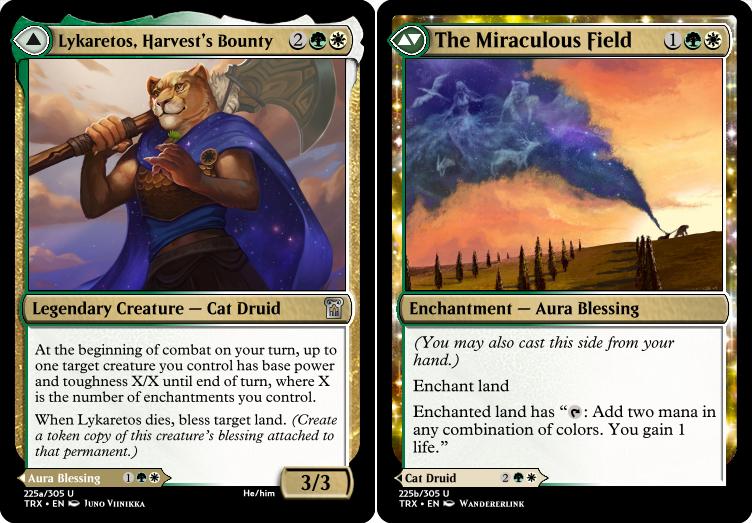 Lykaretos, Harvest's Bounty 2
Legendary Creature — Cat Druid
At the beginning of combat on your turn, up to
one target creature you control has base power
and toughness X/X until end of turn, where X
is the number of enchantments you control.
When Lykaretos dies, bless target land. (Create
a token copy of this creature's blessing attached to
that permanent.)
Aura Blessing 1
3/3
225a/305 U
TRX • EN Juno Viinikka
He/him
The Miraculous Field 1
Enchantment — Aura Blessing
(You may also cast this side from your
hand.)
Enchant land
Enchanted land has “: Add two mana in
any combination of colors. You gain 1
life.”
Cat Druid 2
225b/305 U
TRX • EN Wandererlink